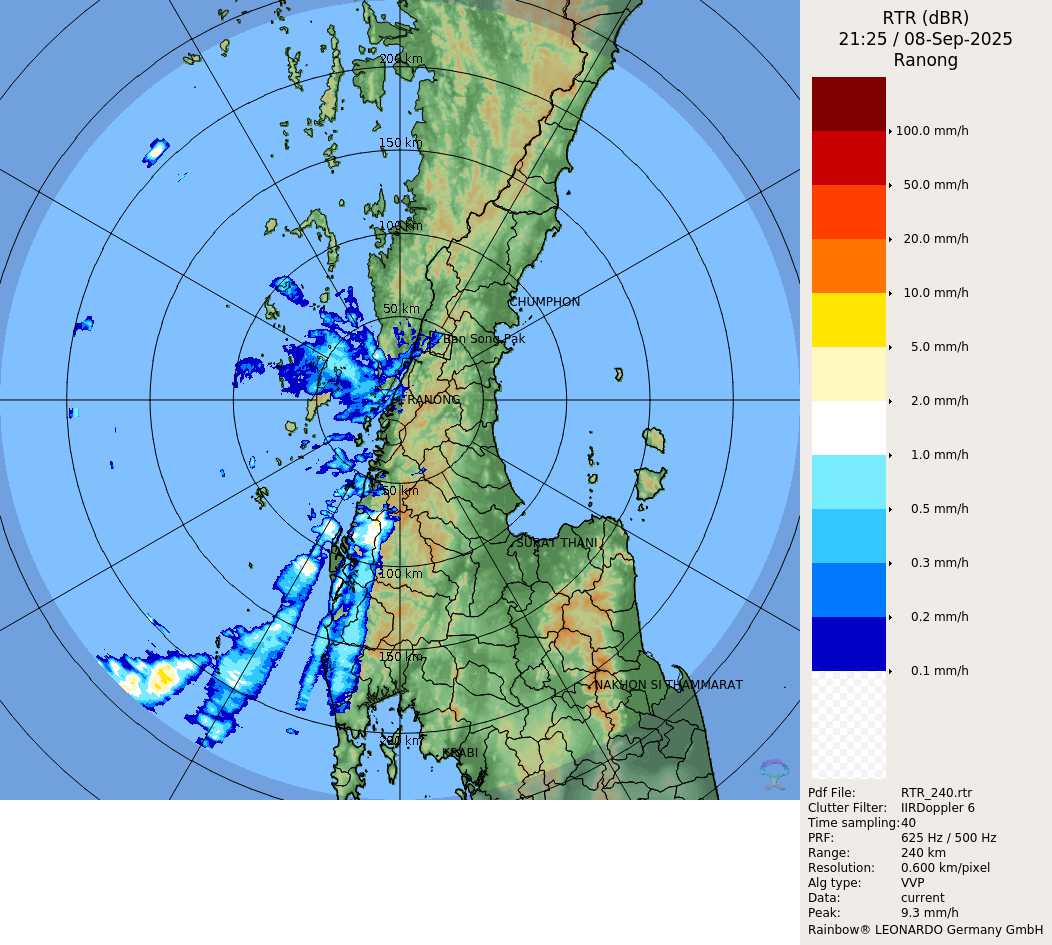 RTR (dBR)
21:25 / 08-Sep-2025
Ranong
100.0 mm/h
50.0 mm/h
20.0 mm/h
10.0 mm/h
5.0 mm/h
2.0 mm/h
1.0 mm/h
0.5 mm/h
0.3 mm/h
0.2 mm/h
0.1 mm/h
Pdf File: RTR_240.rtr
Clutter Filter: IIRDoppler 6
Time sampling:40
PRF: 625 Hz / 500 Hz
Range: 240 km
Resolution: 0.600 km/pixel
Alg type: VVP
Data: current
Peak: 9.3 mm/h
Rainbow® LEONARDO Germany GmbH
200 km
150 km
100 km
50 km
CHUMPHON
Ban Song Pak
RANONG
50 km
SURAT THANI
100 km
150 km
NAKHON SI THAMMARAT
200 km
KRABI